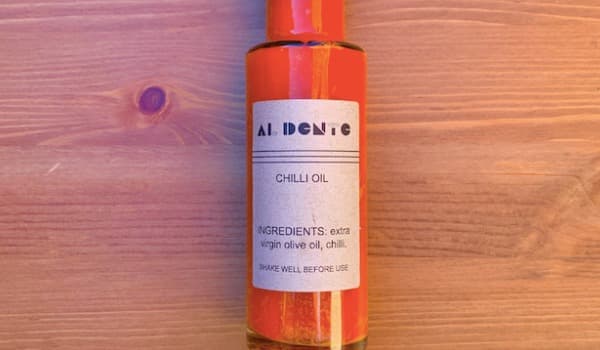 AL DENTE
CHILLI OIL
INGREDIENTS: extra
virgin olive oil, chilli.
SHAKE WELL BEFORE USE